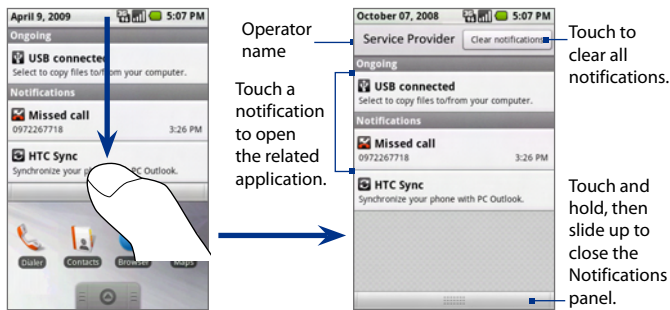 April 9, 2009 5:07 PM
Ongoing
USB connected
Select to copy files to/from your computer.
Notifications
Missed call
0972267718 3:26 PM
HTC Sync
Synchronize your ph PC Outlook.
Dialer Contacts Browser Maps
Operator
name
Touch a
notification
to open
the related
application.
October 07, 2008 5:07 PM
Service Provider Clear notifications
Ongoing
USB connected
Select to copy files to/from your computer.
Notifications
Missed call
0972267718 3:26 PM
HTC Sync
Synchronize your phone with PC Outlook.
Touch to
clear all
notifications.
Touch and
hold, then
slide up to
close the
Notifications
panel.